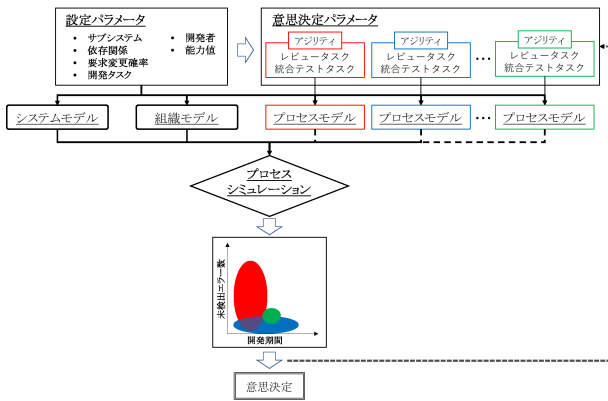 設定パラメータ
• サブシステム
• 依存関係
• 要求変更確率
• 開発タスク
• 開発者
• 能力値
意思決定パラメータ
アジリティ
レビュータスク
統合テストタスク
アジリティ
レビュータスク
統合テストタスク
…
アジリティ
レビュータスク
統合テストタスク
システムモデル
組織モデル
プロセスモデル
プロセスモデル
…
プロセスモデル
プロセス
シミュレーション
未検出エラー数
開発期間
意思決定